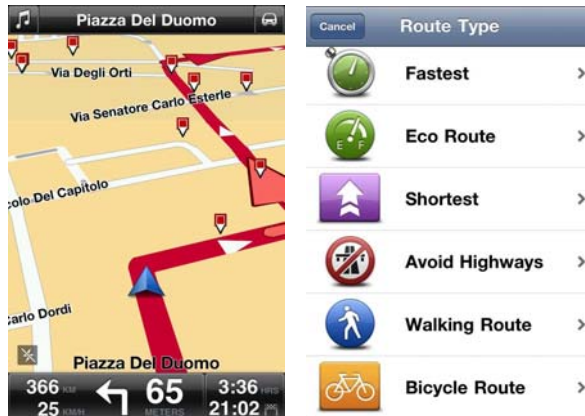 Piazza Del Duomo
Via Degli Orti
Via Senatore Carlo Esterle
colo Del Capitolo
Carlo Dordi
Piazza Del Duomo
366 KM
25 KM/H
65
METERS
3:36 HRS
21:02
Cancel
Route Type
Fastest
Eco Route
E F
Shortest
Avoid Highways
Walking Route
Bicycle Route